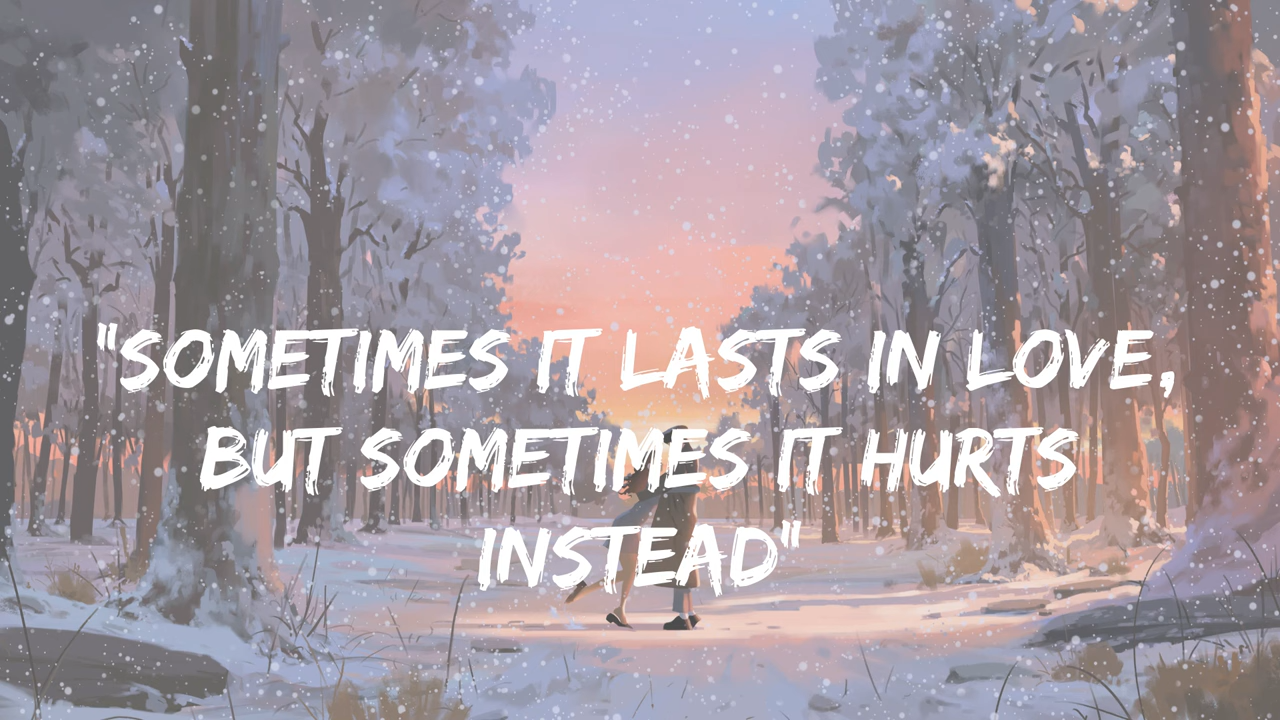 "SOMETIMES IT LASTS IN LOVE,
BUT SOMETIMES IT HURTS
INSTEAD"